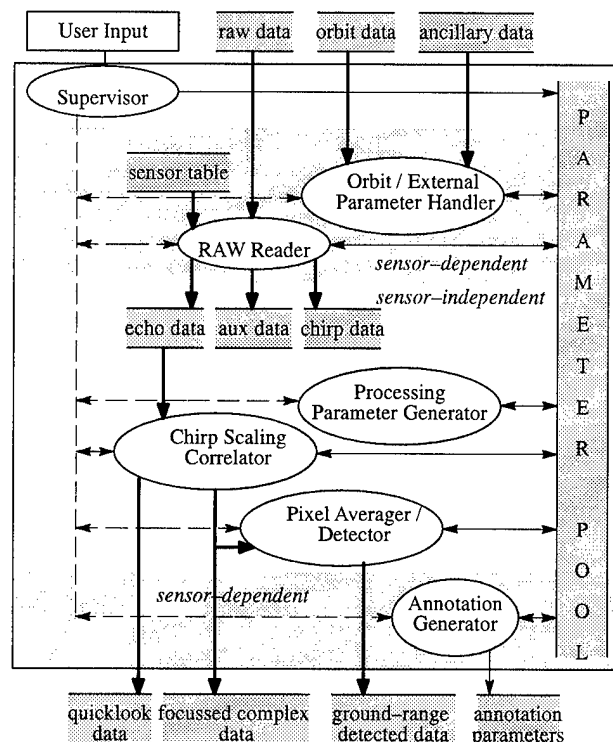 User Input
raw data
orbit data
ancillary data
Supervisor
sensor table
Orbit / External
Parameter Handler
RAW Reader
sensor–dependent
sensor–independent
echo data
aux data
chirp data
Processing
Parameter Generator
Chirp Scaling
Correlator
Pixel Averager /
Detector
sensor–dependent
Annotation
Generator
PARAMETER POOL
quicklook
data
focussed complex
data
ground–range
detected data
annotation
parameters